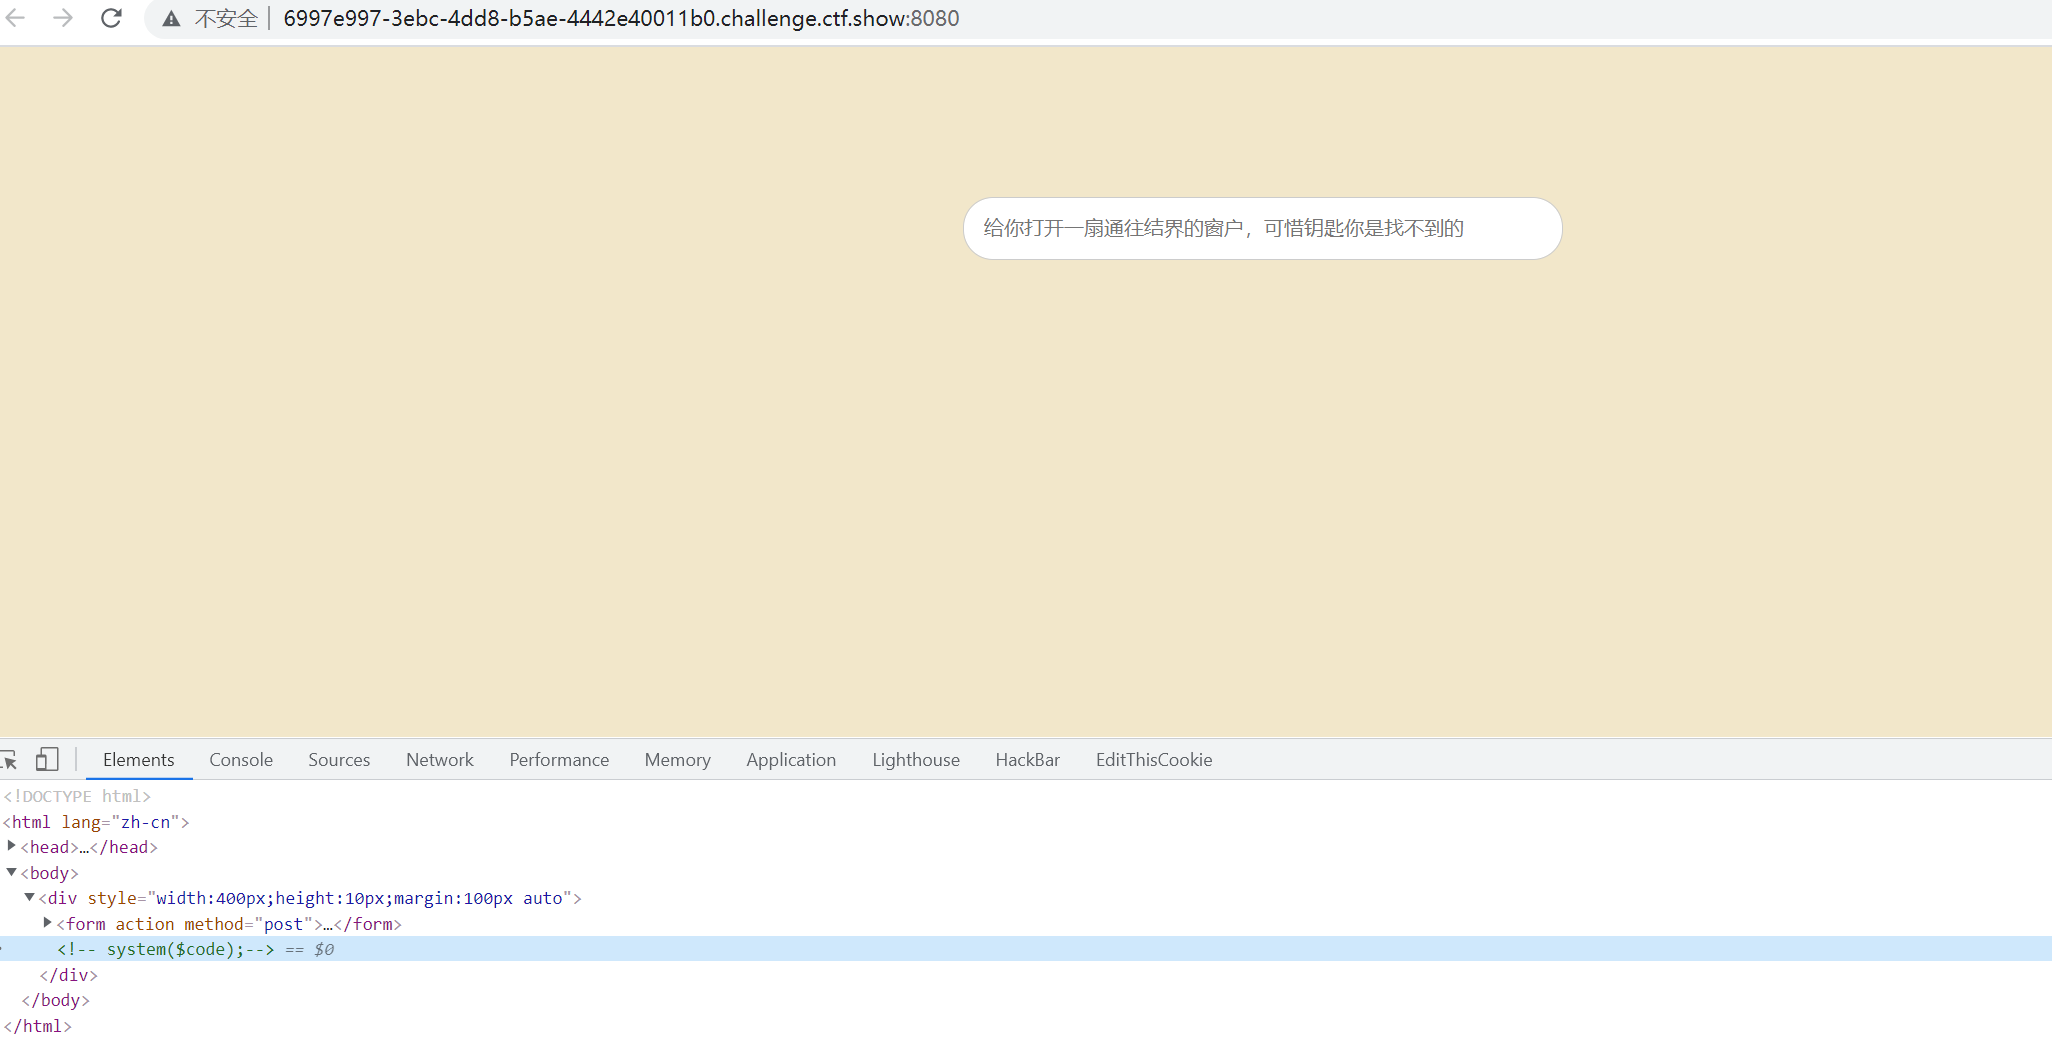 不安全 6997e997-3ebc-4dd8-b5ae-4442e40011b0.challenge.ctf.show:8080
给你打开一扇通往结界的窗户，可惜钥匙你是找不到的
Elements Console Sources Network Performance Memory Application Lighthouse HackBar EditThisCookie
<!DOCTYPE html>
<html lang="zh-cn">
<head>…</head>
<body>
<div style="width:400px;height:10px;margin:100px auto">
<form action method="post">…</form>
<!-- system($code);--> == $0
</div>
</body>
</html>